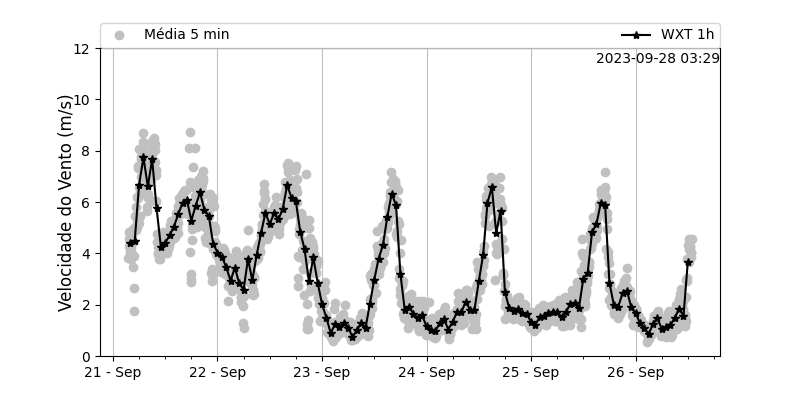 Média 5 min
WXT 1h
2023-09-28 03:29
Velocidade do Vento (m/s)
12
10
8
6
4
2
0
21 - Sep
22 - Sep
23 - Sep
24 - Sep
25 - Sep
26 - Sep